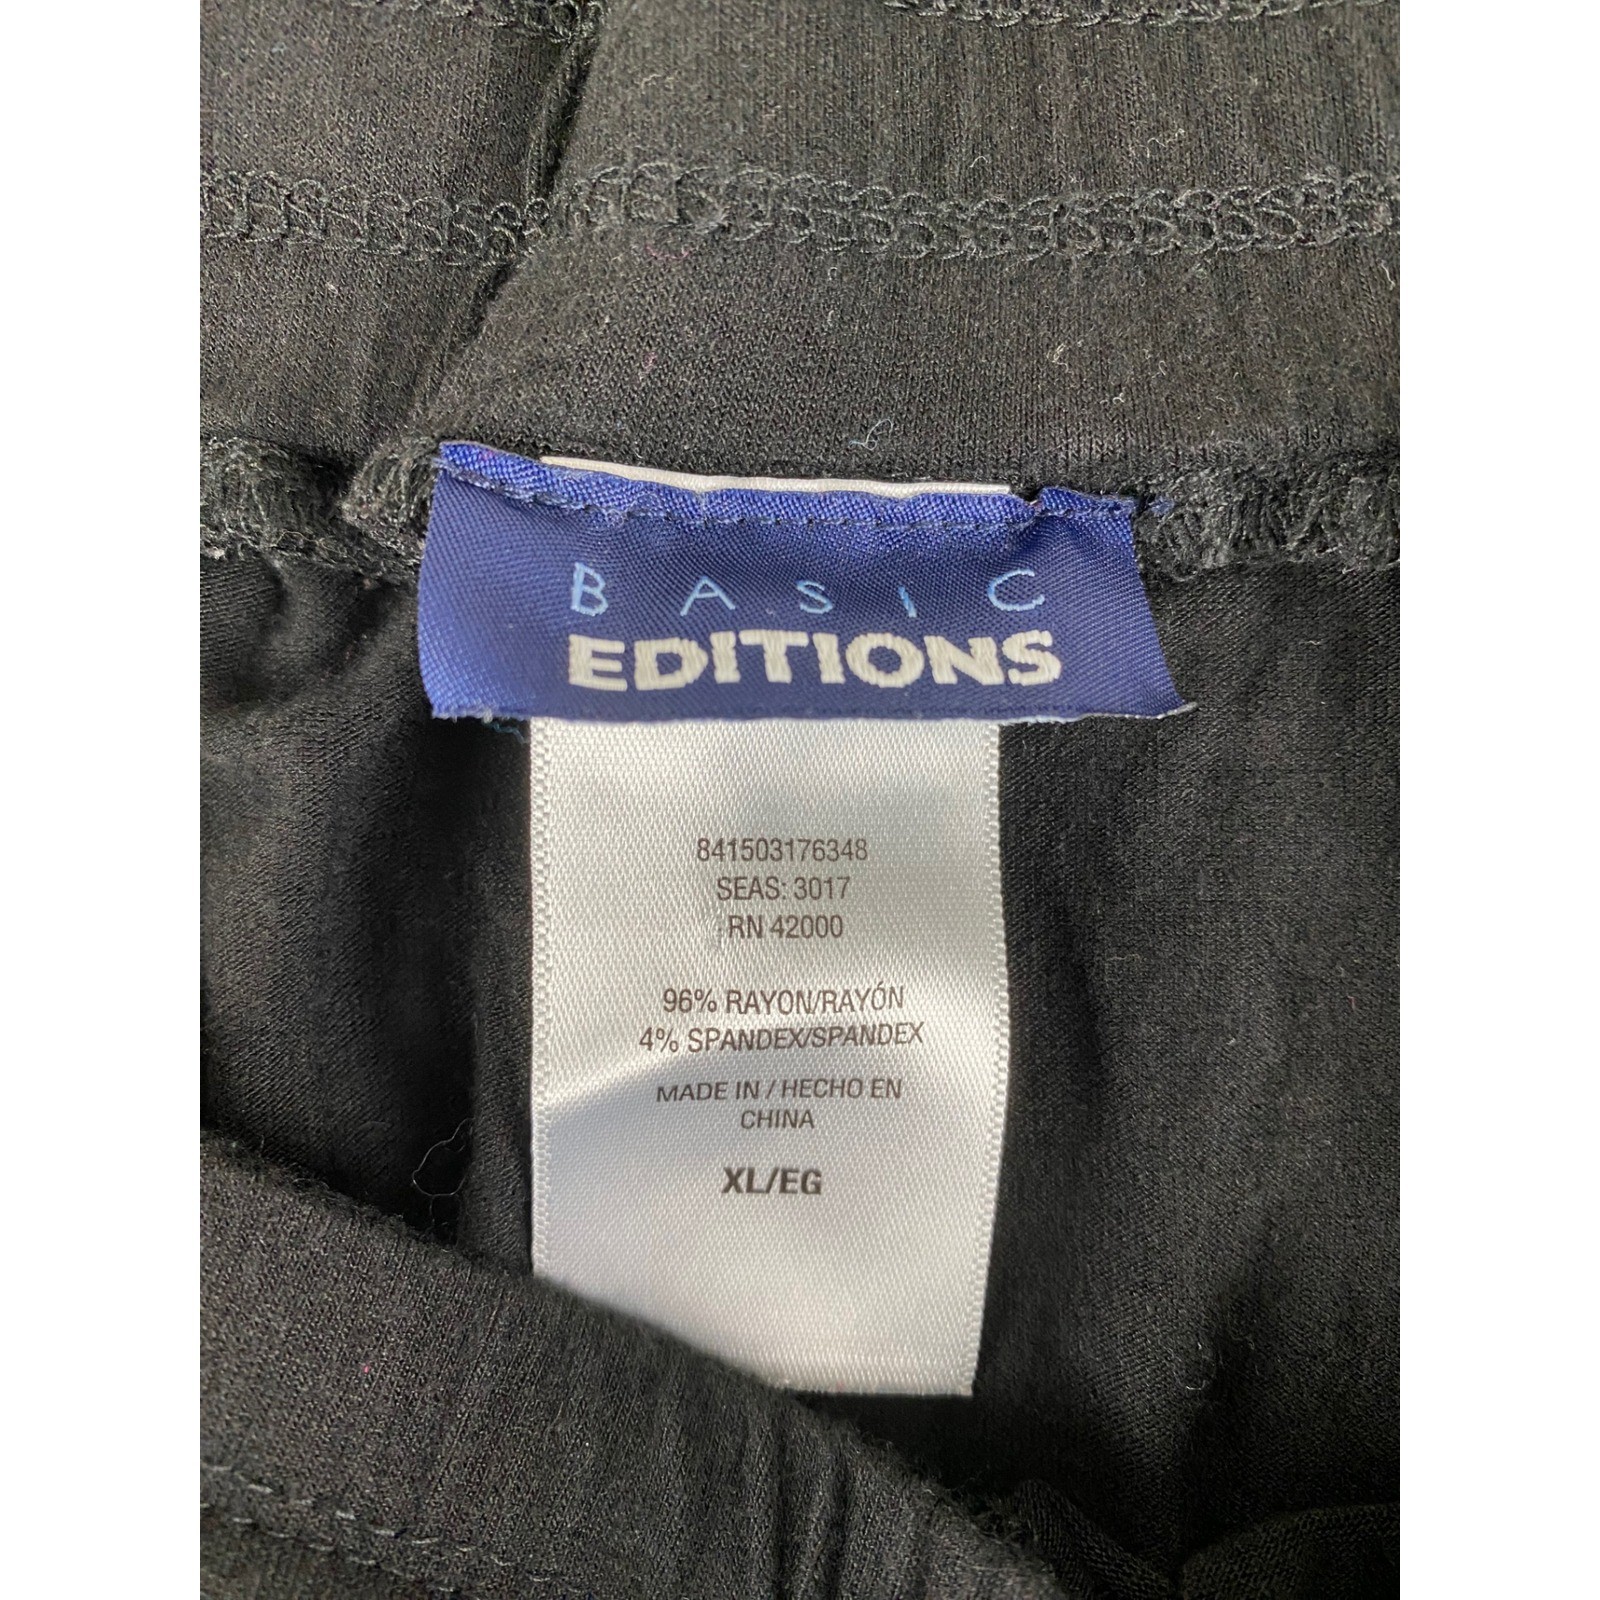 BASIC
EDITIONS
841503176348
SEAS: 3017
RN 42000
96% RAYON/RAYÓN
4% SPANDEX/SPANDEX
MADE IN / HECHO EN
CHINA
XL/EG